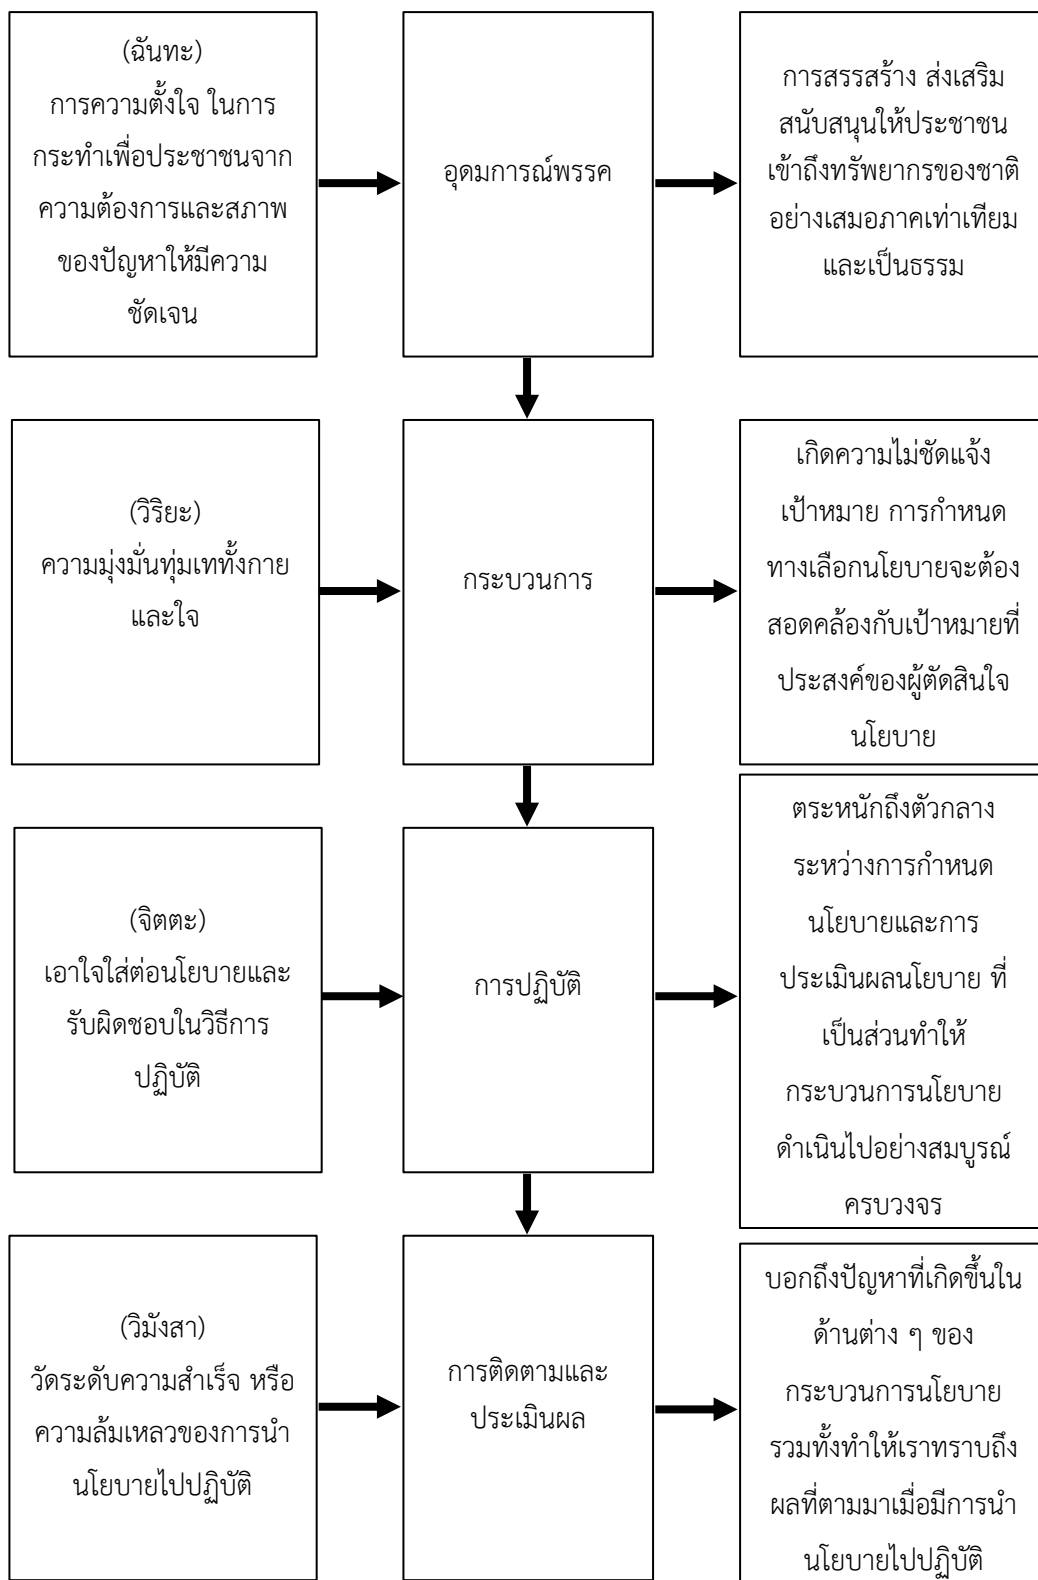 (ฉันทะ)
การความตั้งใจ ในการ
กระทำเพื่อประชาชนจาก
ความต้องการและสภาพ
ของปัญหาให้มีความ
ชัดเจน
อุดมการณ์พรรค
การสรรสร้าง ส่งเสริม
สนับสนุนให้ประชาชน
เข้าถึงทรัพยากรของชาติ
อย่างเสมอภาคเท่าเทียม
และเป็นธรรม
(วิริยะ)
ความมุ่งมั่นทุ่มเททั้งกาย
และใจ
กระบวนการ
เกิดความไม่ชัดแจ้ง
เป้าหมาย การกำหนด
ทางเลือกนโยบายจะต้อง
สอดคล้องกับเป้าหมายที่
ประสงค์ของผู้ตัดสินใจ
นโยบาย
(จิตตะ)
เอาใจใส่ต่อนโยบายและ
รับผิดชอบในวิธีการ
ปฏิบัติ
การปฏิบัติ
ตระหนักถึงตัวกลาง
ระหว่างการกำหนด
นโยบายและการ
ประเมินผลนโยบาย ที่
เป็นส่วนทำให้
กระบวนการนโยบาย
ดำเนินไปอย่างสมบูรณ์
ครบวงจร
(วิมังสา)
วัดระดับความสำเร็จ หรือ
ความล้มเหลวของการนำ
นโยบายไปปฏิบัติ
การติดตามและ
ประเมินผล
บอกถึงปัญหาที่เกิดขึ้นใน
ด้านต่าง ๆ ของ
กระบวนการนโยบาย
รวมทั้งทำให้เราทราบถึง
ผลที่ตามมาเมื่อมีการนำ
นโยบายไปปฏิบัติ